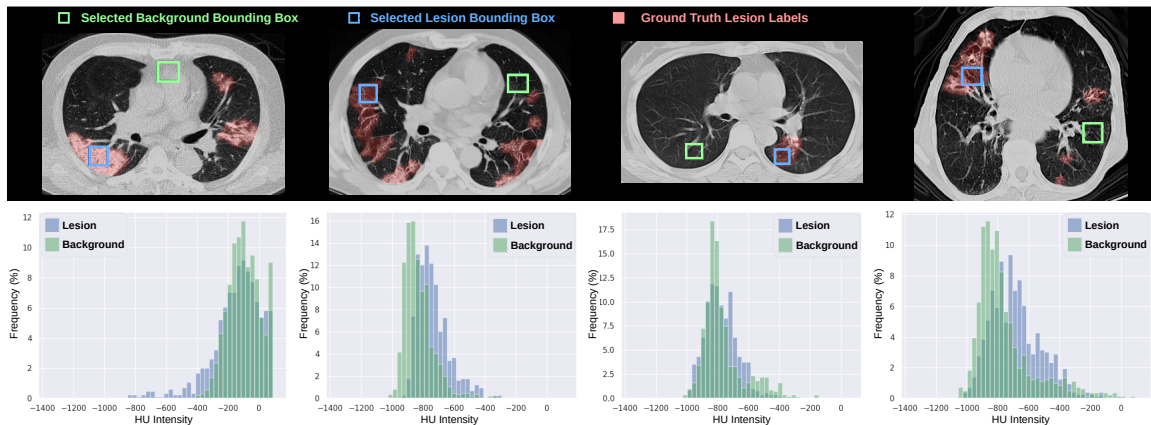 Selected Background Bounding Box
Selected Lesion Bounding Box
Ground Truth Lesion Labels
12
10
8
6
4
2
0
Frequency (%)
Lesion
Background
−1400 −1200 −1000 −800 −600 −400 −200 0
HU Intensity
16
14
12
10
8
6
4
2
0
Frequency (%)
Lesion
Background
−1400 −1200 −1000 −800 −600 −400 −200 0
HU Intensity
17.5
15.0
12.5
10.0
7.5
5.0
2.5
0.0
Frequency (%)
Lesion
Background
−1400 −1200 −1000 −800 −600 −400 −200 0
HU Intensity
12
10
8
6
4
2
0
Frequency (%)
Lesion
Background
−1400 −1200 −1000 −800 −600 −400 −200 0
HU Intensity